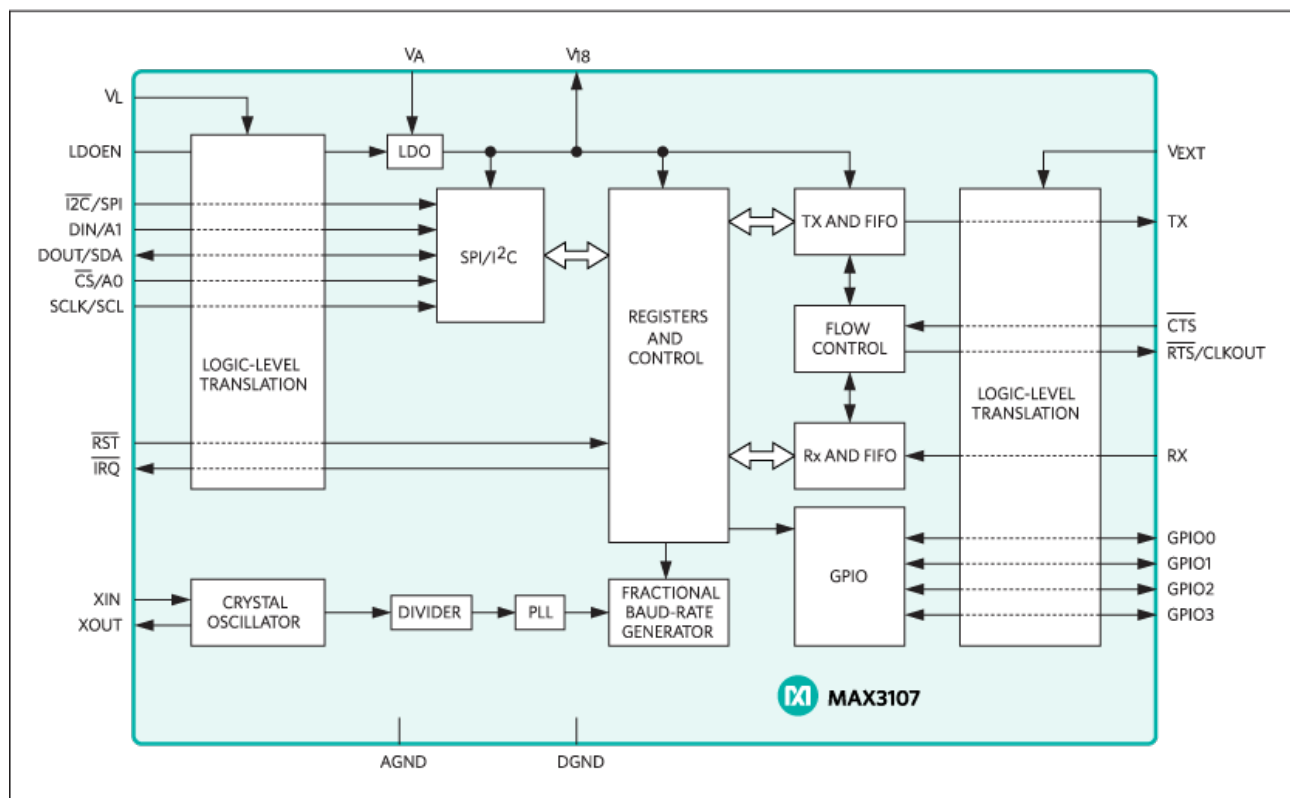 VA
V18
VL
LDOEN
LDO
VEXT
I2C/SPI
DIN/A1
DOUT/SDA
CS/A0
SCLK/SCL
SPI/I2C
TX AND FIFO
TX
REGISTERS
AND
CONTROL
FLOW
CONTROL
CTS
RTS/CLKOUT
LOGIC-LEVEL
TRANSLATION
LOGIC-LEVEL
TRANSLATION
RST
IRQ
Rx AND FIFO
RX
GPIO
GPIO0
GPIO1
GPIO2
GPIO3
XIN
XOUT
CRYSTAL
OSCILLATOR
DIVIDER
PLL
FRACTIONAL
BAUD-RATE
GENERATOR
MAX3107
AGND
DGND